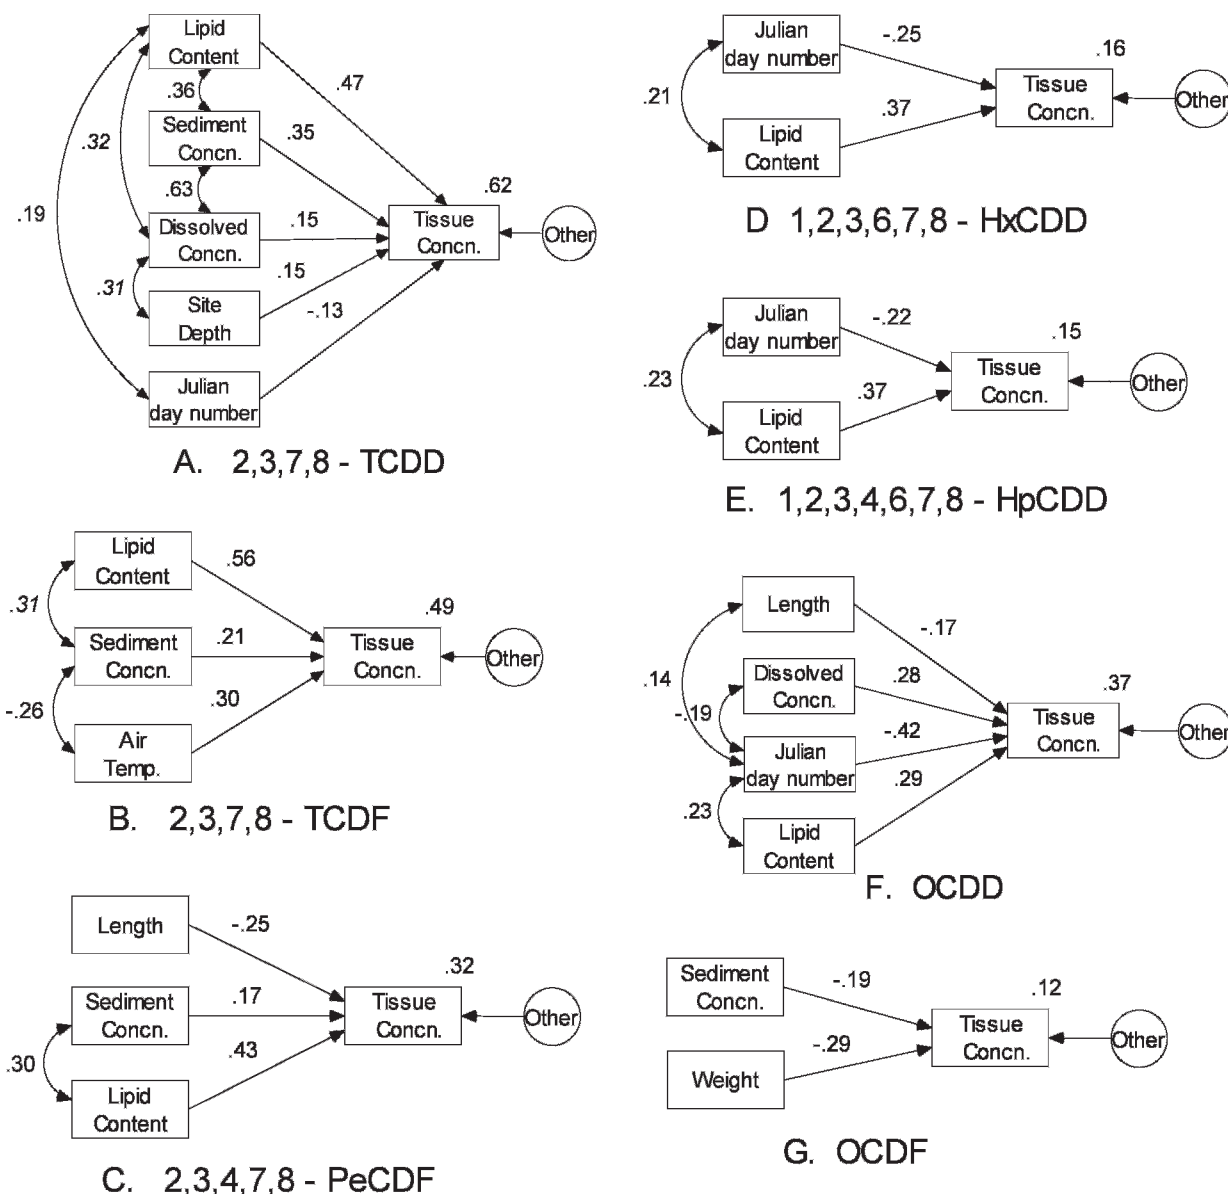 Lipid
Content
.36
.47
Sediment
Concn.
.35
.32
.63
.19
Dissolved
Concn.
.15
.62
Tissue
Concn.
Other
.31
.15
Site
Depth
-.13
Julian
day number
A. 2,3,7,8 - TCDD
Lipid
Content
.56
.31
Sediment
Concn.
.21
.49
Tissue
Concn.
Other
-.26
.30
Air
Temp.
B. 2,3,7,8 - TCDF
Length
-.25
.32
Sediment
Concn.
.17
Tissue
Concn.
Other
.30
.43
Lipid
Content
C. 2,3,4,7,8 - PeCDF
Julian
day number
-.25
.16
.21
Tissue
Concn.
Other
.37
Lipid
Content
D 1,2,3,6,7,8 - HxCDD
Julian
day number
-.22
.15
.23
Tissue
Concn.
Other
.37
Lipid
Content
E. 1,2,3,4,6,7,8 - HpCDD
Length
-.17
.14
Dissolved
Concn.
.28
.37
-.19
Tissue
Concn.
Other
-.42
Julian
day number
.29
.23
Lipid
Content
F. OCDD
Sediment
Concn.
-.19
.12
Tissue
Concn.
Other
-.29
Weight
G. OCDF